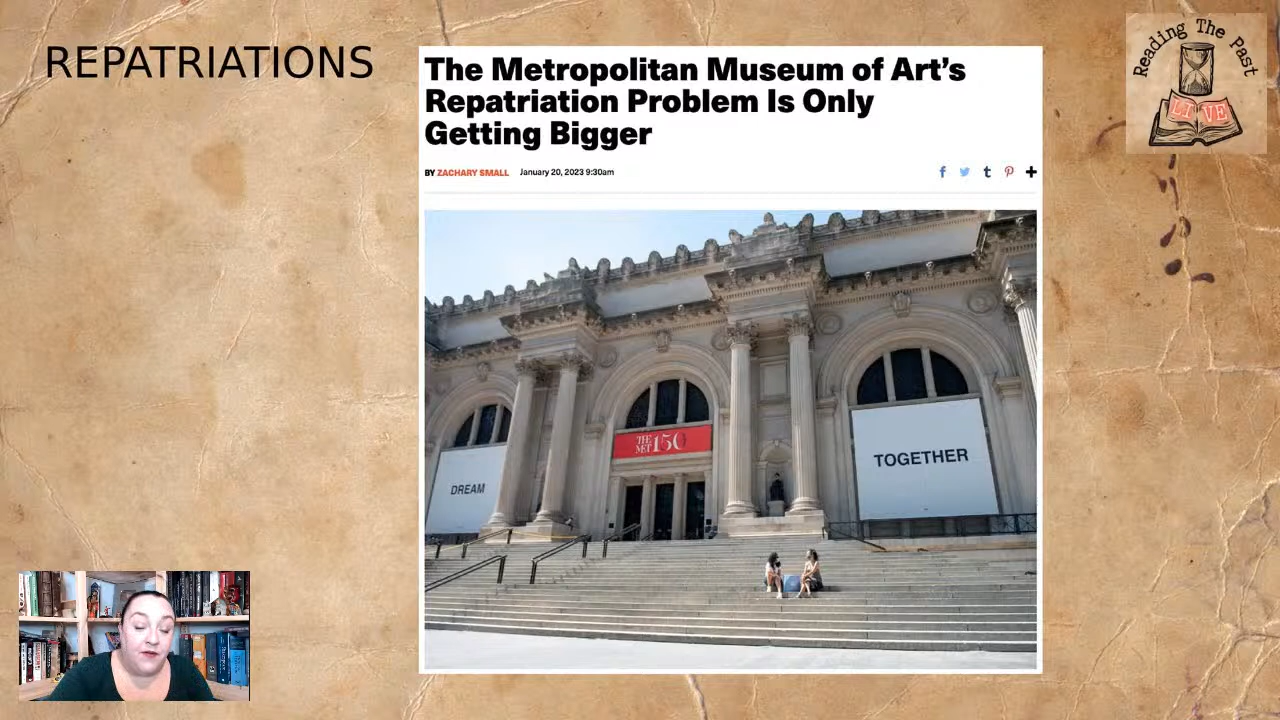 REPATRIATIONS
The Metropolitan Museum of Art’s
Repatriation Problem Is Only
Getting Bigger
BY ZACHARY SMALL January 20, 2023 9:30am
Reading The Past
LIVE
THE MET 150
DREAM
TOGETHER